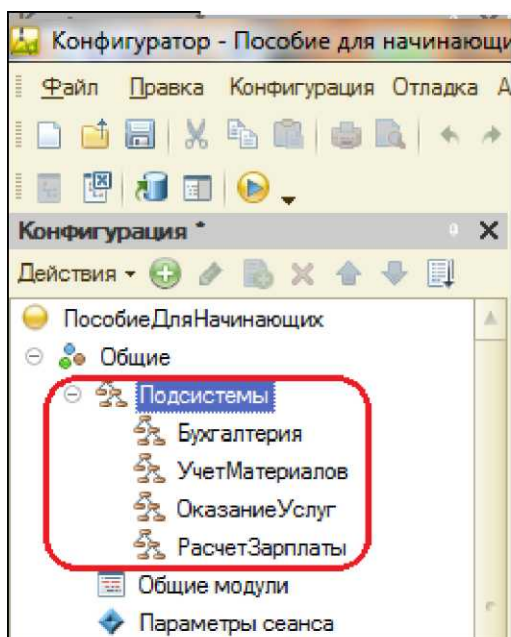 Конфигуратор - Пособие для начинающи
Файл Правка Конфигурация Отладка А
Конфигурация *
Действия
ПособиеДляНачинающих
Общие
Подсистемы
Бухгалтерия
УчетМатериалов
ОказаниеУслуг
РасчетЗарплаты
Общие модули
Параметры сеанса